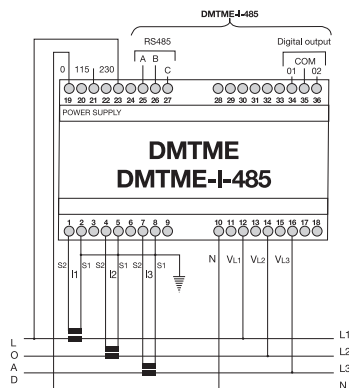 DMTME-I-485
RS485
Digital output
A B C
COM
01 02
0 115 230
19 20 21 22 23 24 25 26 27 28 29 30 31 32 33 34 35 36
POWER SUPPLY
DMTME
DMTME-I-485
1 2 3 4 5 6 7 8 9 10 11 12 13 14 15 16 17 18
S2 I1 S1 S2 I2 S1 S2 I3 S1 N VL1 VL2 VL3
L L1
O L2
A L3
D N